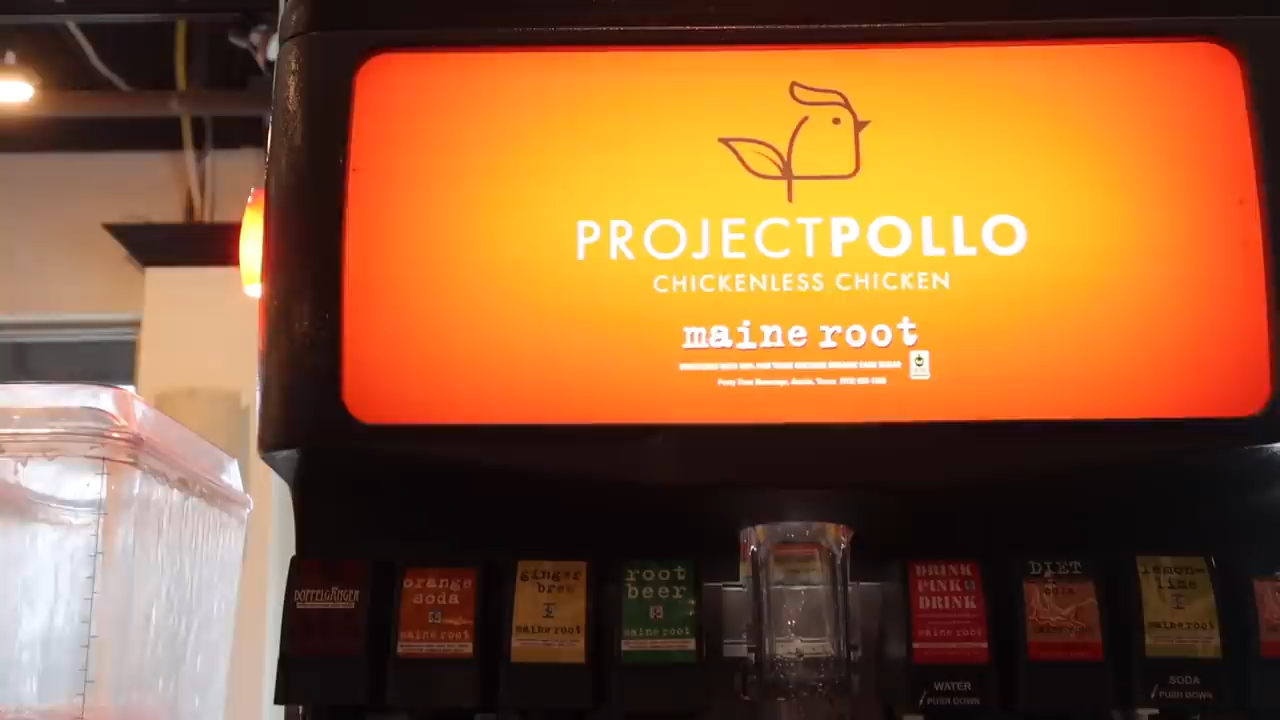 PROJECTPOLLO
CHICKENLESS CHICKEN
maine root
DOPPELGÄNGER
orange
soda
maine root
ginger
brew
maine root
root
beer
maine root
DRINK
PINK
DRINK
maine root
WATER
PUSH DOWN
DIET
lemon-
lime
maine root
SODA
PUSH DOWN